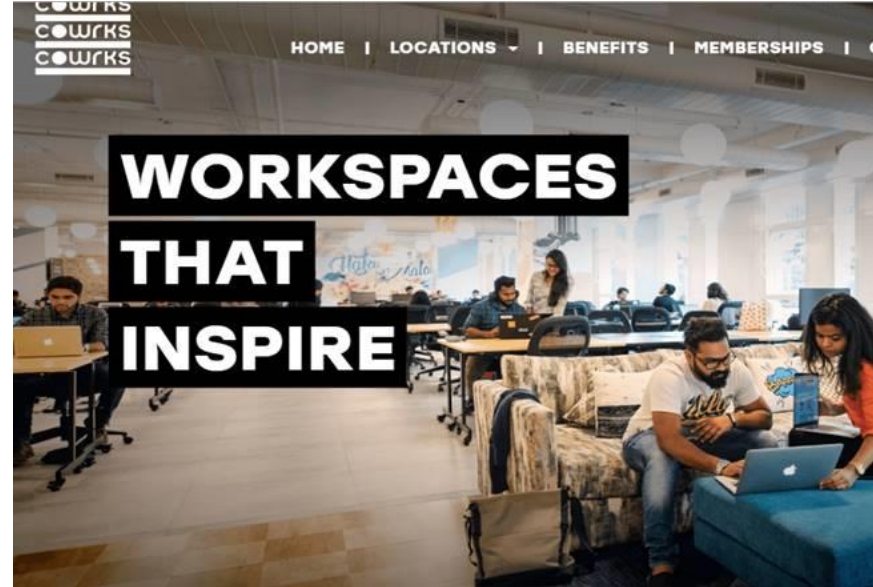 COWrKS
COWrKS
COWrKS
HOME | LOCATIONS | BENEFITS | MEMBERSHIPS |
WORKSPACES
THAT
INSPIRE